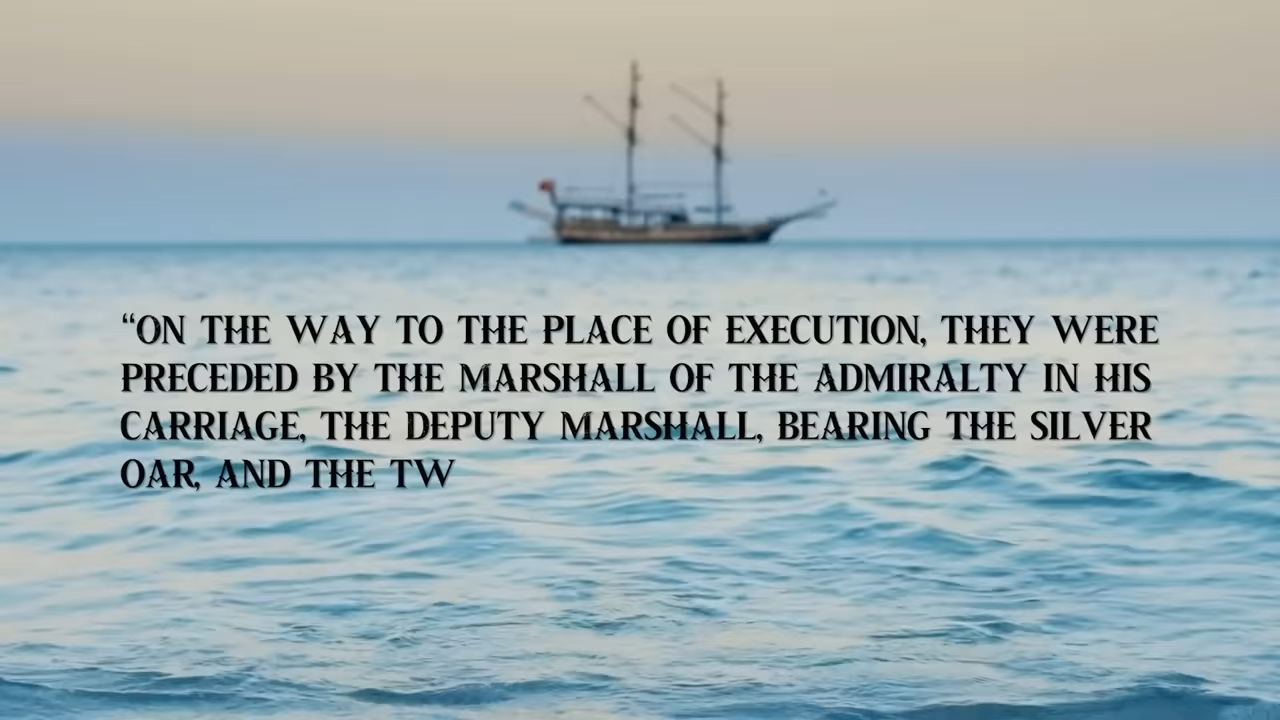 “ON THE WAY TO THE PLACE OF EXECUTION, THEY WERE
PRECEDED BY THE MARSHALL OF THE ADMIRALTY IN HIS
CARRIAGE, THE DEPUTY MARSHALL, BEARING THE SILVER
OAR, AND THE TW